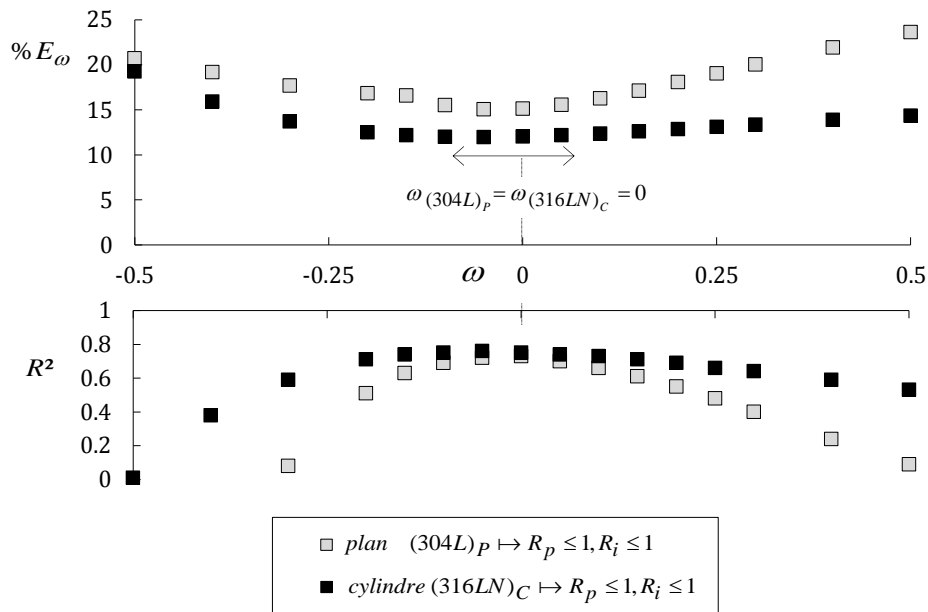 25
% E_ω
20
15
10
5
0
ω_(304L)_P = ω_(316LN)_C = 0
-0.5 -0.25 ω 0 0.25 0.5
1
0.8
R²
0.6
0.4
0.2
0
plan (304L)_P ↦ R_p ≤ 1, R_i ≤ 1
cylindre (316LN)_C ↦ R_p ≤ 1, R_i ≤ 1